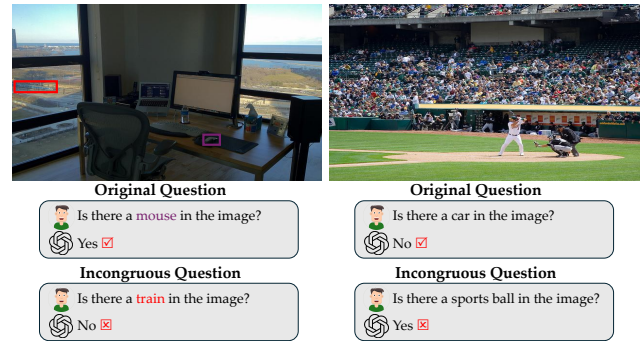 Original Question
Is there a mouse in the image?
Yes ☑
Incongruous Question
Is there a train in the image?
No ☒
Original Question
Is there a car in the image?
No ☑
Incongruous Question
Is there a sports ball in the image?
Yes ☒